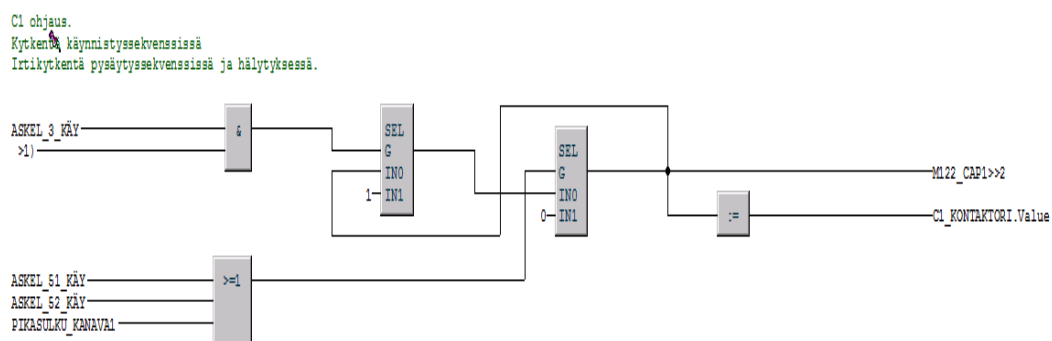 C1 ohjaus.
Kytkentä käynnistyssekvenssissä
Irtikytkentä pysäytyssekvenssissä ja hälytyksessä.
ASKEL_3_KÄY
>1)
&
SEL
G
IN0
1 IN1
SEL
G
IN0
0 IN1
M122_CAP1>>2
:=
C1_KONTAKTORI.Value
ASKEL_51_KÄY
ASKEL_52_KÄY
PIKASULKU_KANAVA1
>=1